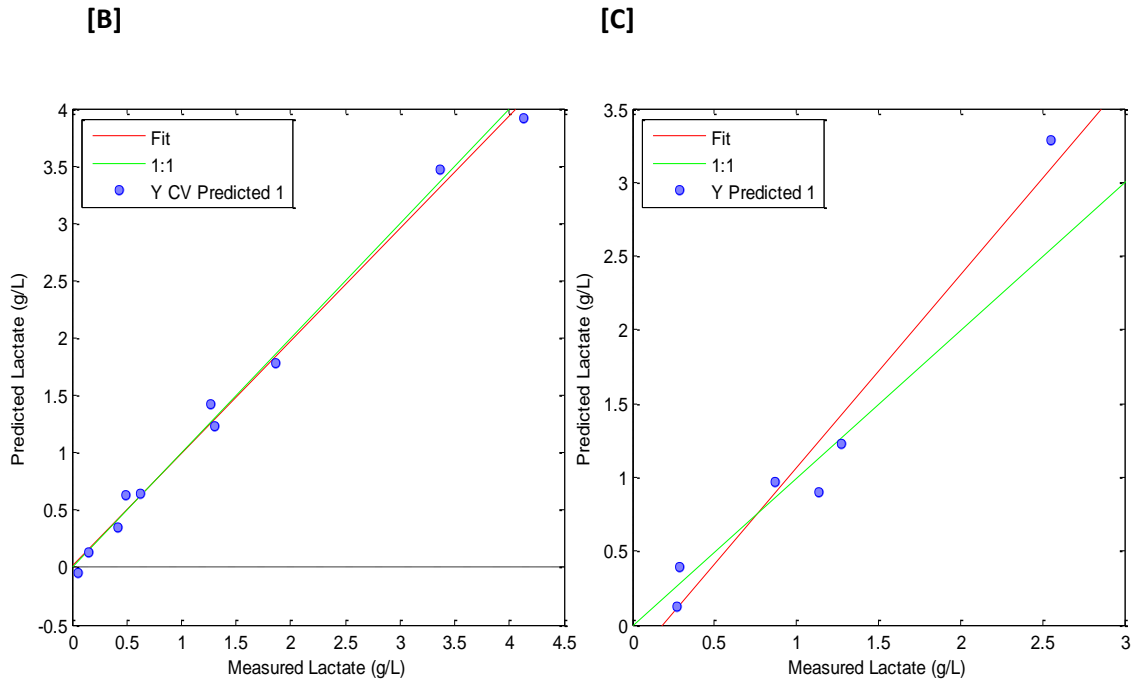 [B]
[C]
4
3.5
3
2.5
2
1.5
1
0.5
0
-0.5
Predicted Lactate (g/L)
Fit
1:1
Y CV Predicted 1
0 0.5 1 1.5 2 2.5 3 3.5 4 4.5
Measured Lactate (g/L)
3.5
3
2.5
2
1.5
1
0.5
0
Predicted Lactate (g/L)
Fit
1:1
Y Predicted 1
0 0.5 1 1.5 2 2.5 3
Measured Lactate (g/L)